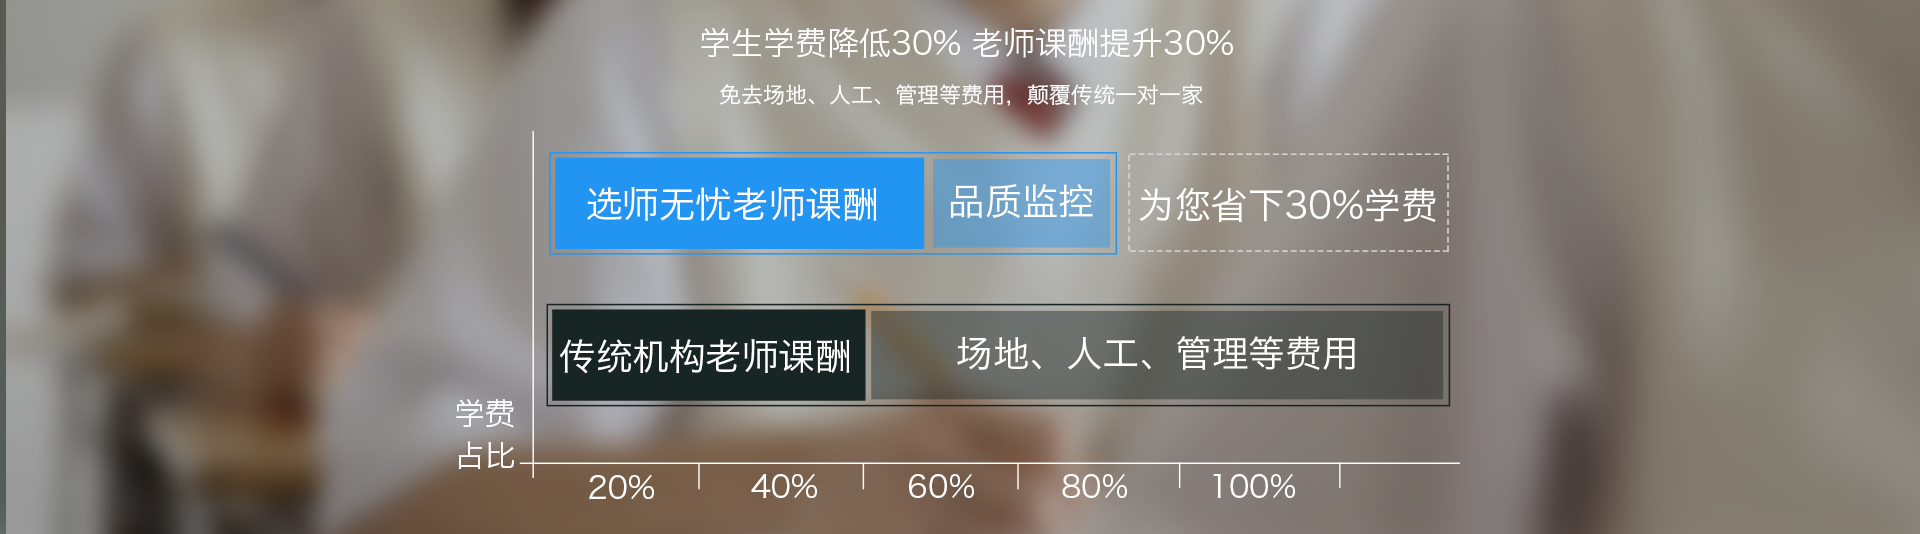 学生学费降低30% 老师课酬提升30%
免去场地、人工、管理等费用，颠覆传统一对一家
选师无忧老师课酬
品质监控
为您省下30%学费
传统机构老师课酬
场地、人工、管理等费用
学费
占比
20%
40%
60%
80%
100%